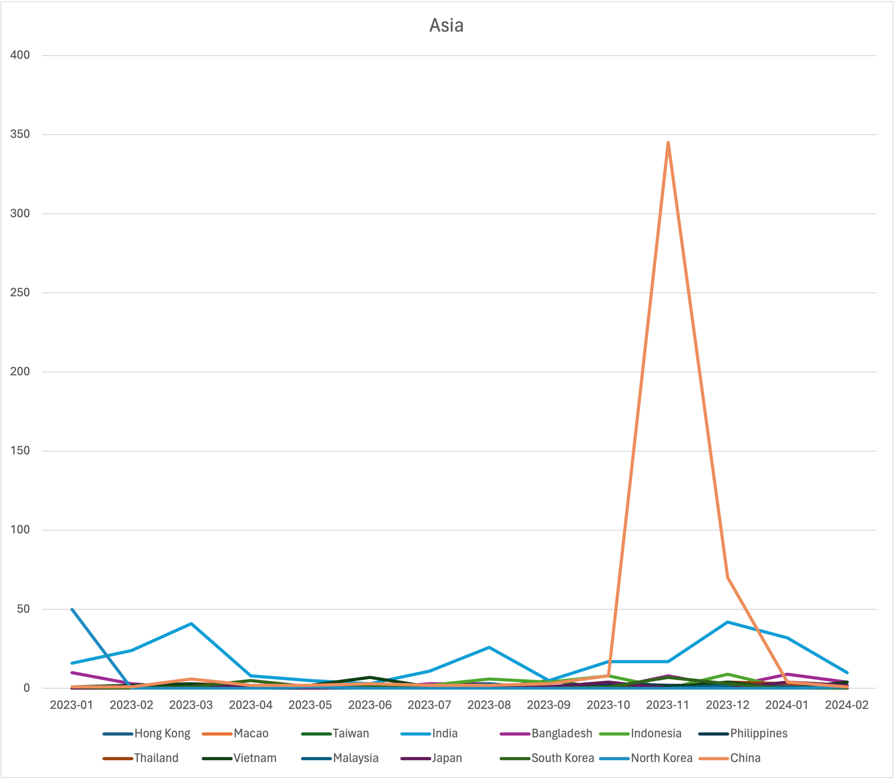 Asia
400
350
300
250
200
150
100
50
0
2023-01 2023-02 2023-03 2023-04 2023-05 2023-06 2023-07 2023-08 2023-09 2023-10 2023-11 2023-12 2024-01 2024-02
Hong Kong Macao Taiwan India Bangladesh Indonesia Philippines
Thailand Vietnam Malaysia Japan South Korea North Korea China